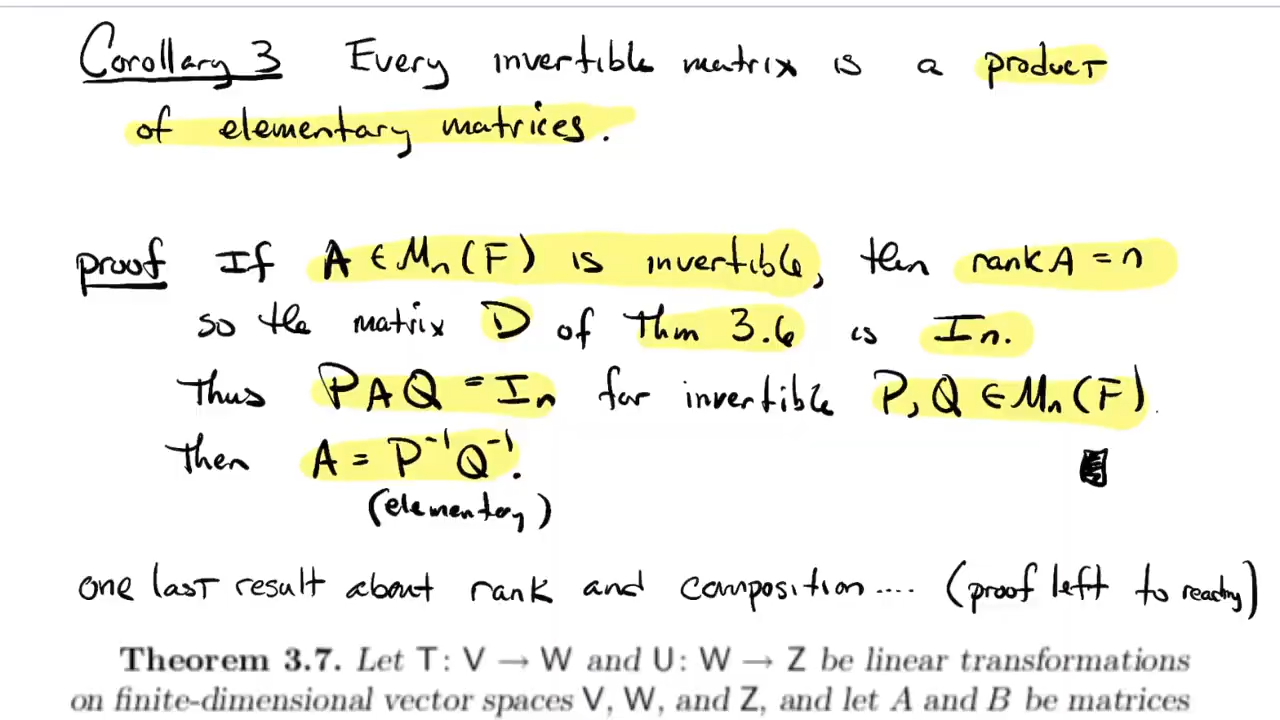 Corollary 3 Every invertible matrix is a product
of elementary matrices.
proof If A ∈ Mn(F) is invertible, then rank A = n
so the matrix D of Thm 3.6 is In.
Thus PAQ = In for invertible P, Q ∈ Mn(F).
then A = P⁻¹Q⁻¹.
(elementary)
one last result about rank and composition.... (proof left to reading)
Theorem 3.7. Let T: V → W and U: W → Z be linear transformations
on finite-dimensional vector spaces V, W, and Z, and let A and B be matrices